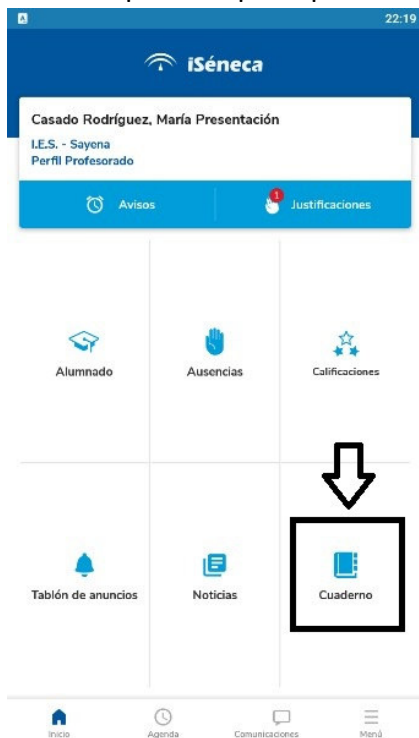 22:19
iSéneca
Casado Rodríguez, María Presentación
I.E.S. - Sayena
Perfil Profesorado
Avisos
1
Justificaciones
Alumnado
Ausencias
Calificaciones
Tablón de anuncios
Noticias
Cuaderno
Inicio
Agenda
Comunicaciones
Menú